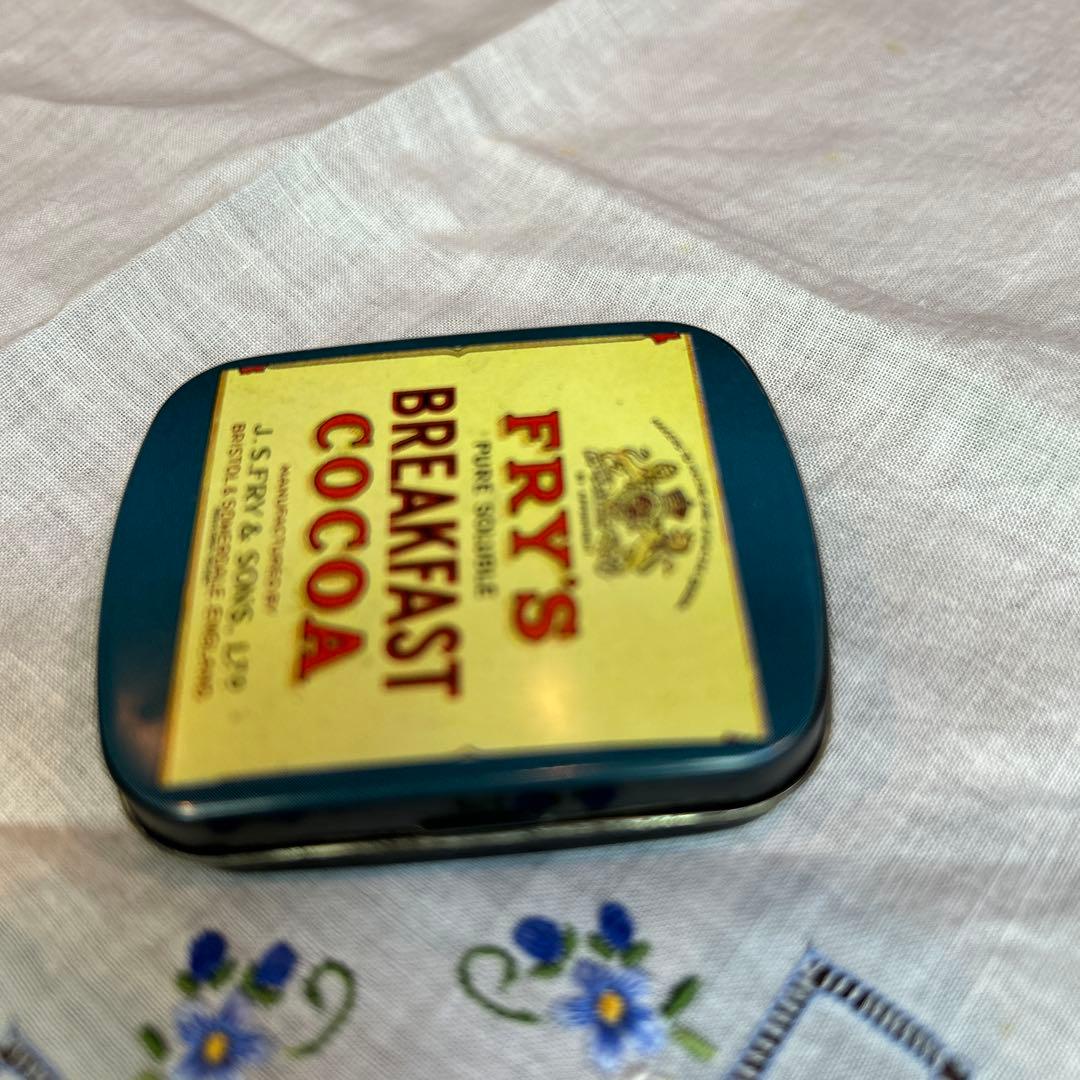 FRY'S
PURE SOLUBLE
BREAKFAST
COCOA
MANUFACTURED BY
J.S.FRY & SONS, LTD
BRISTOL & SOMERDALE ENGLAND